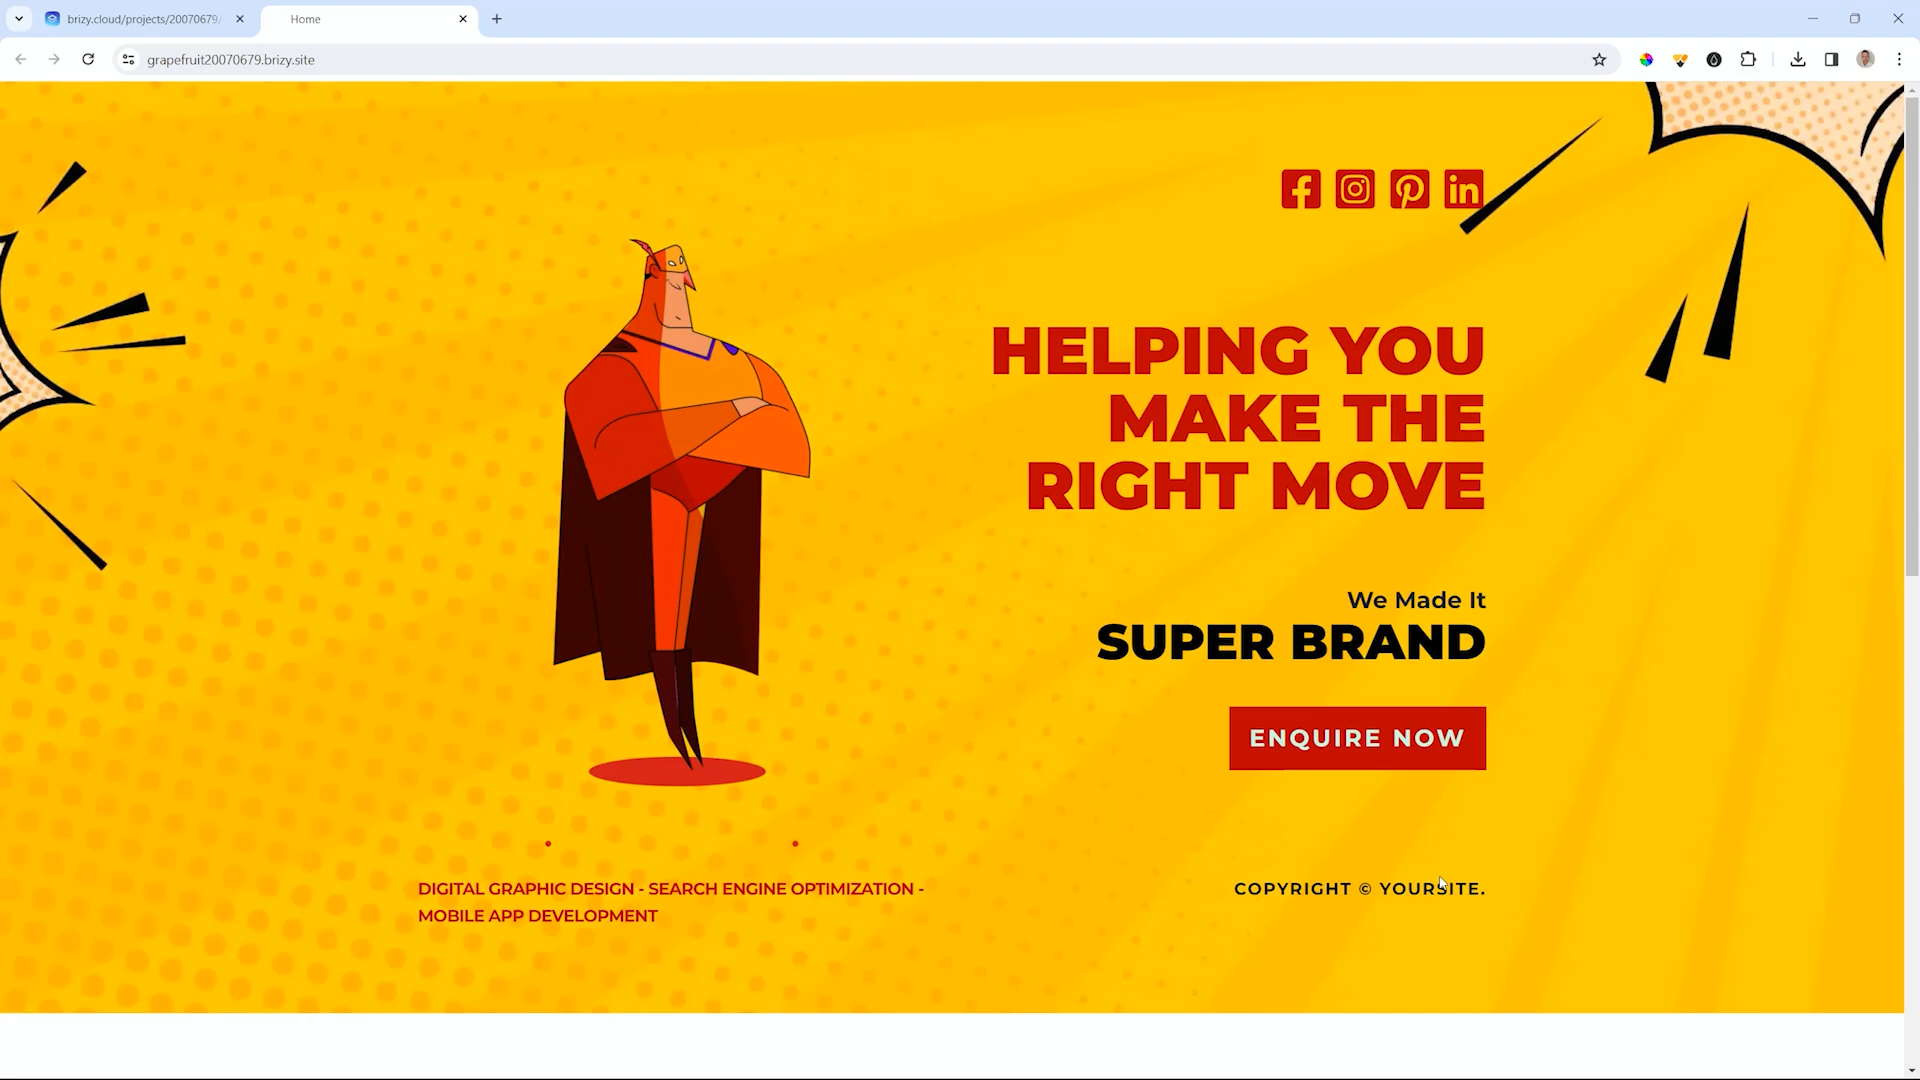 brizy.cloud/projects/20070679/
Home
grapefruit20070679.brizy.site
HELPING YOU
MAKE THE
RIGHT MOVE
We Made It
SUPER BRAND
ENQUIRE NOW
DIGITAL GRAPHIC DESIGN - SEARCH ENGINE OPTIMIZATION -
MOBILE APP DEVELOPMENT
COPYRIGHT © YOURSITE.